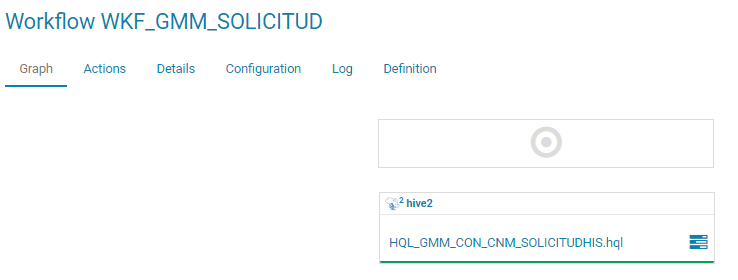 Workflow WKF_GMM_SOLICITUD
Graph Actions Details Configuration Log Definition
2 hive2
HQL_GMM_CON_CNM_SOLICITUDHIS.hql